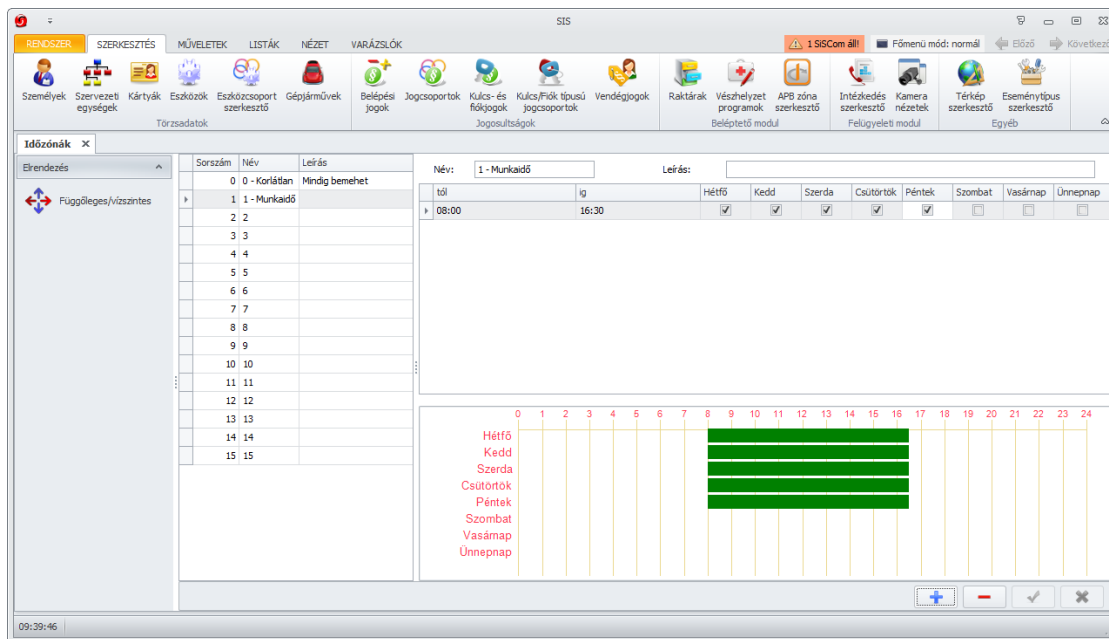 SIS
RENDSZER SZERKESZTÉS MŰVELETEK LISTÁK NÉZET VARÁZSLÓK 1 SiSCom áll! Főmenü mód: normál Előző Következő
Személyek Szervezeti egységek Kártyák Eszközök Eszközcsoport szerkesztő Gépjárművek Belépési jogok Jogcsoportok Kulcs- és fiókjogok Kulcs/Fiók típusú jogcsoportok Vendégjogok Raktárak Vészhelyzet programok APB zóna szerkesztő Intézkedés szerkesztő Kamera nézetek Térkép szerkesztő Eseménytípus szerkesztő
Törzsadatok Jogosultságok Beléptető modul Felügyeleti modul Egyéb
Időzónák
Elrendezés
Függőleges/vízszintes
Sorszám Név Leírás
0 0 - Korlátlan Mindig bemehet
1 1 - Munkaidő
2 2
3 3
4 4
5 5
6 6
7 7
8 8
9 9
10 10
11 11
12 12
13 13
14 14
15 15
Név: 1 - Munkaidő Leírás:
tól ig Hétfő Kedd Szerda Csütörtök Péntek Szombat Vasárnap Ünnepnap
08:00 16:30
0 1 2 3 4 5 6 7 8 9 10 11 12 13 14 15 16 17 18 19 20 21 22 23 24
Hétfő
Kedd
Szerda
Csütörtök
Péntek
Szombat
Vasárnap
Ünnepnap
09:39:46